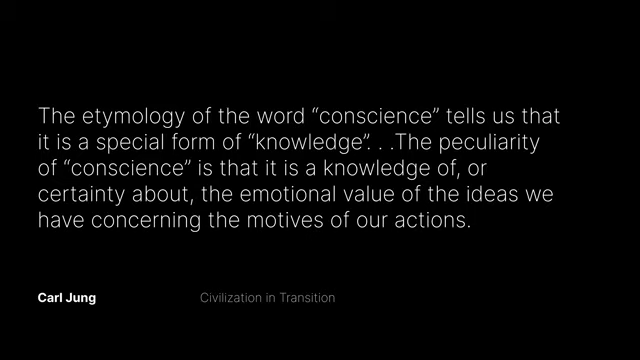 The etymology of the word “conscience” tells us that
it is a special form of “knowledge”. . .The peculiarity
of “conscience” is that it is a knowledge of, or
certainty about, the emotional value of the ideas we
have concerning the motives of our actions.
Carl Jung
Civilization in Transition